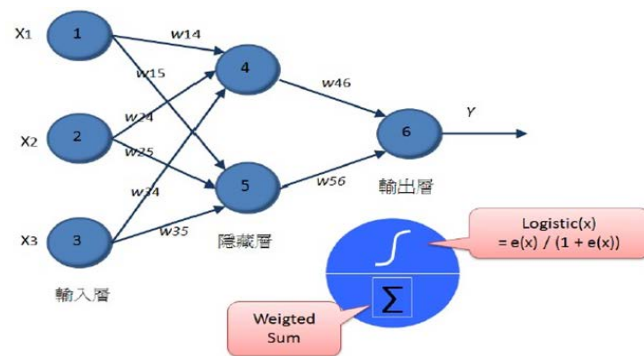 X1
1
w14
4
w15
w46
w24
Y
X2
2
6
w25
w34
w56
輸出層
5
X3
3
w35
隱藏層
輸入層
Logistic(x)
= e(x) / (1 + e(x))
Σ
Weigted
Sum